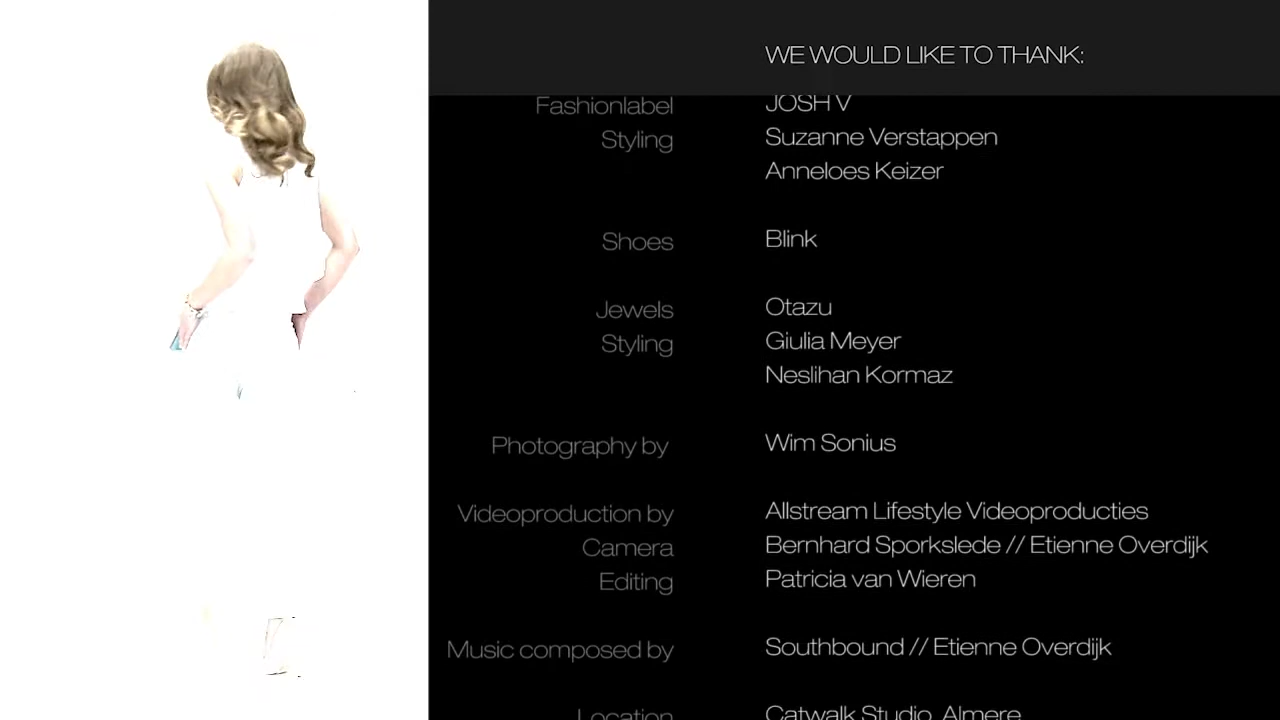 WE WOULD LIKE TO THANK:
Fashionlabel JOSH V
Styling Suzanne Verstappen
Anneloes Keizer
Shoes Blink
Jewels Otazu
Styling Giulia Meyer
Neslihan Kormaz
Photography by Wim Sonius
Videoproduction by Allstream Lifestyle Videoproducties
Camera Bernhard Sporkslede // Etienne Overdijk
Editing Patricia van Wieren
Music composed by Southbound // Etienne Overdijk
Location Catwalk Studio, Almere